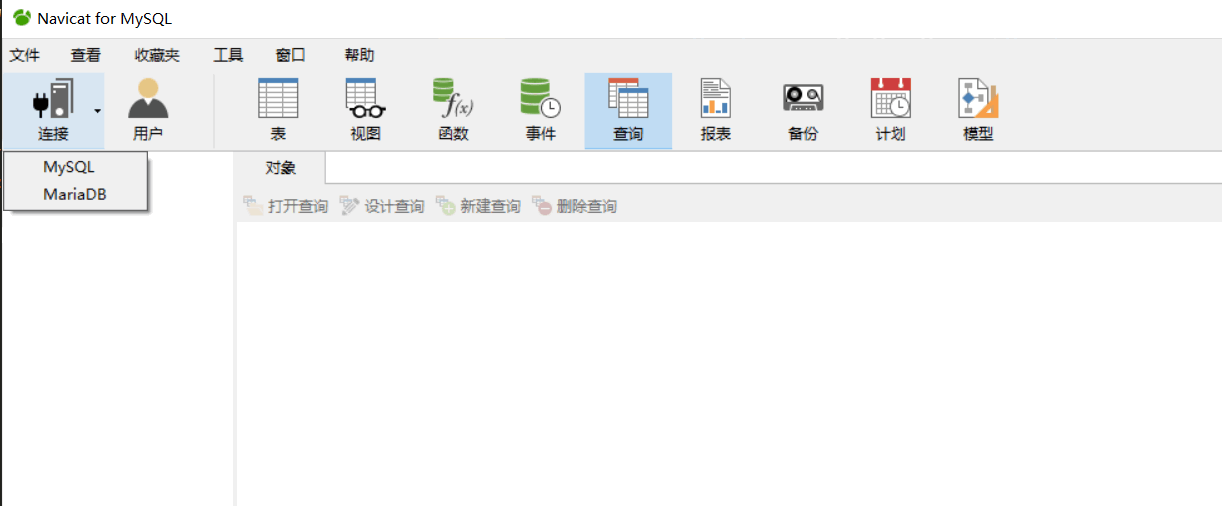 Navicat for MySQL
文件 查看 收藏夹 工具 窗口 帮助
连接 用户 表 视图 f(x) 函数 事件 查询 报表 备份 计划 模型
MySQL
MariaDB
对象
打开查询 设计查询 新建查询 删除查询